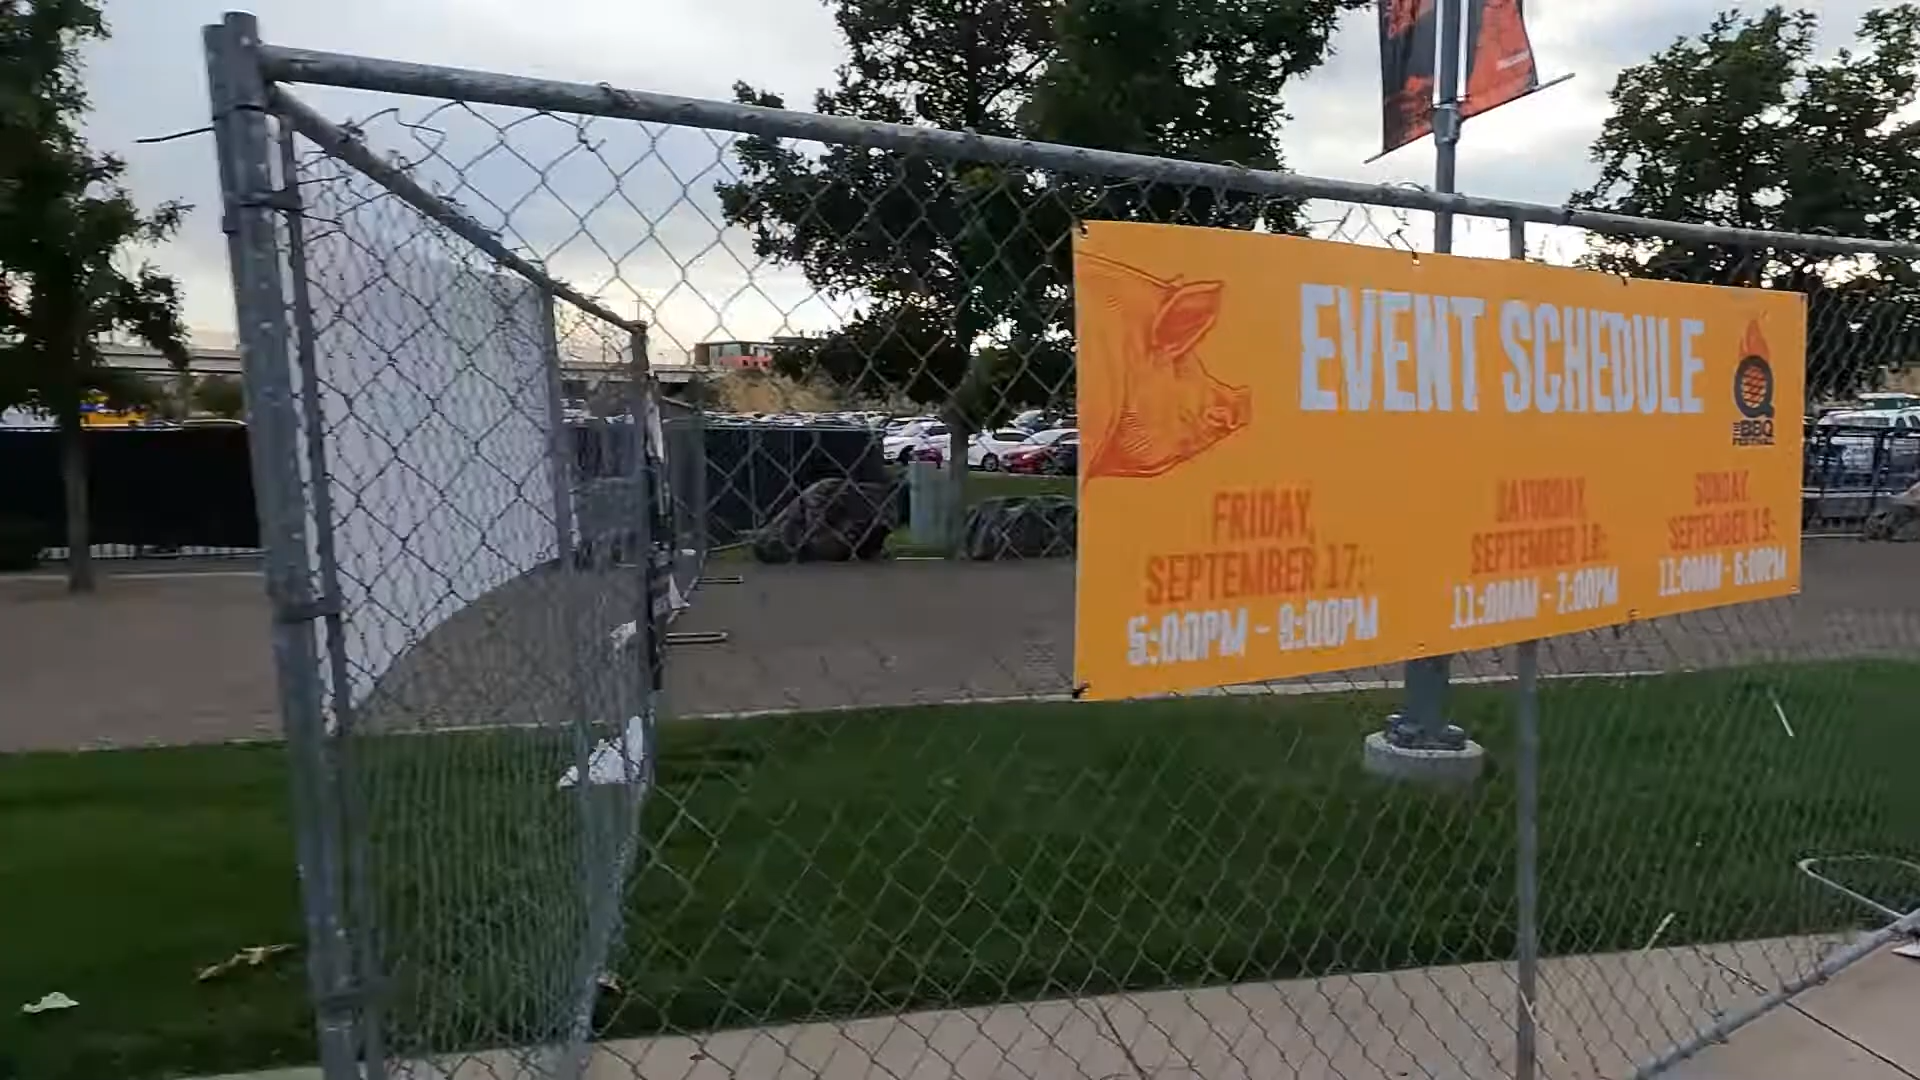 EVENT SCHEDULE
THE
BBQ
FESTIVAL
FRIDAY,
SEPTEMBER 17:
5:00PM - 9:00PM
SATURDAY,
SEPTEMBER 18:
11:00AM - 7:00PM
SUNDAY,
SEPTEMBER 19:
11:00AM - 6:00PM